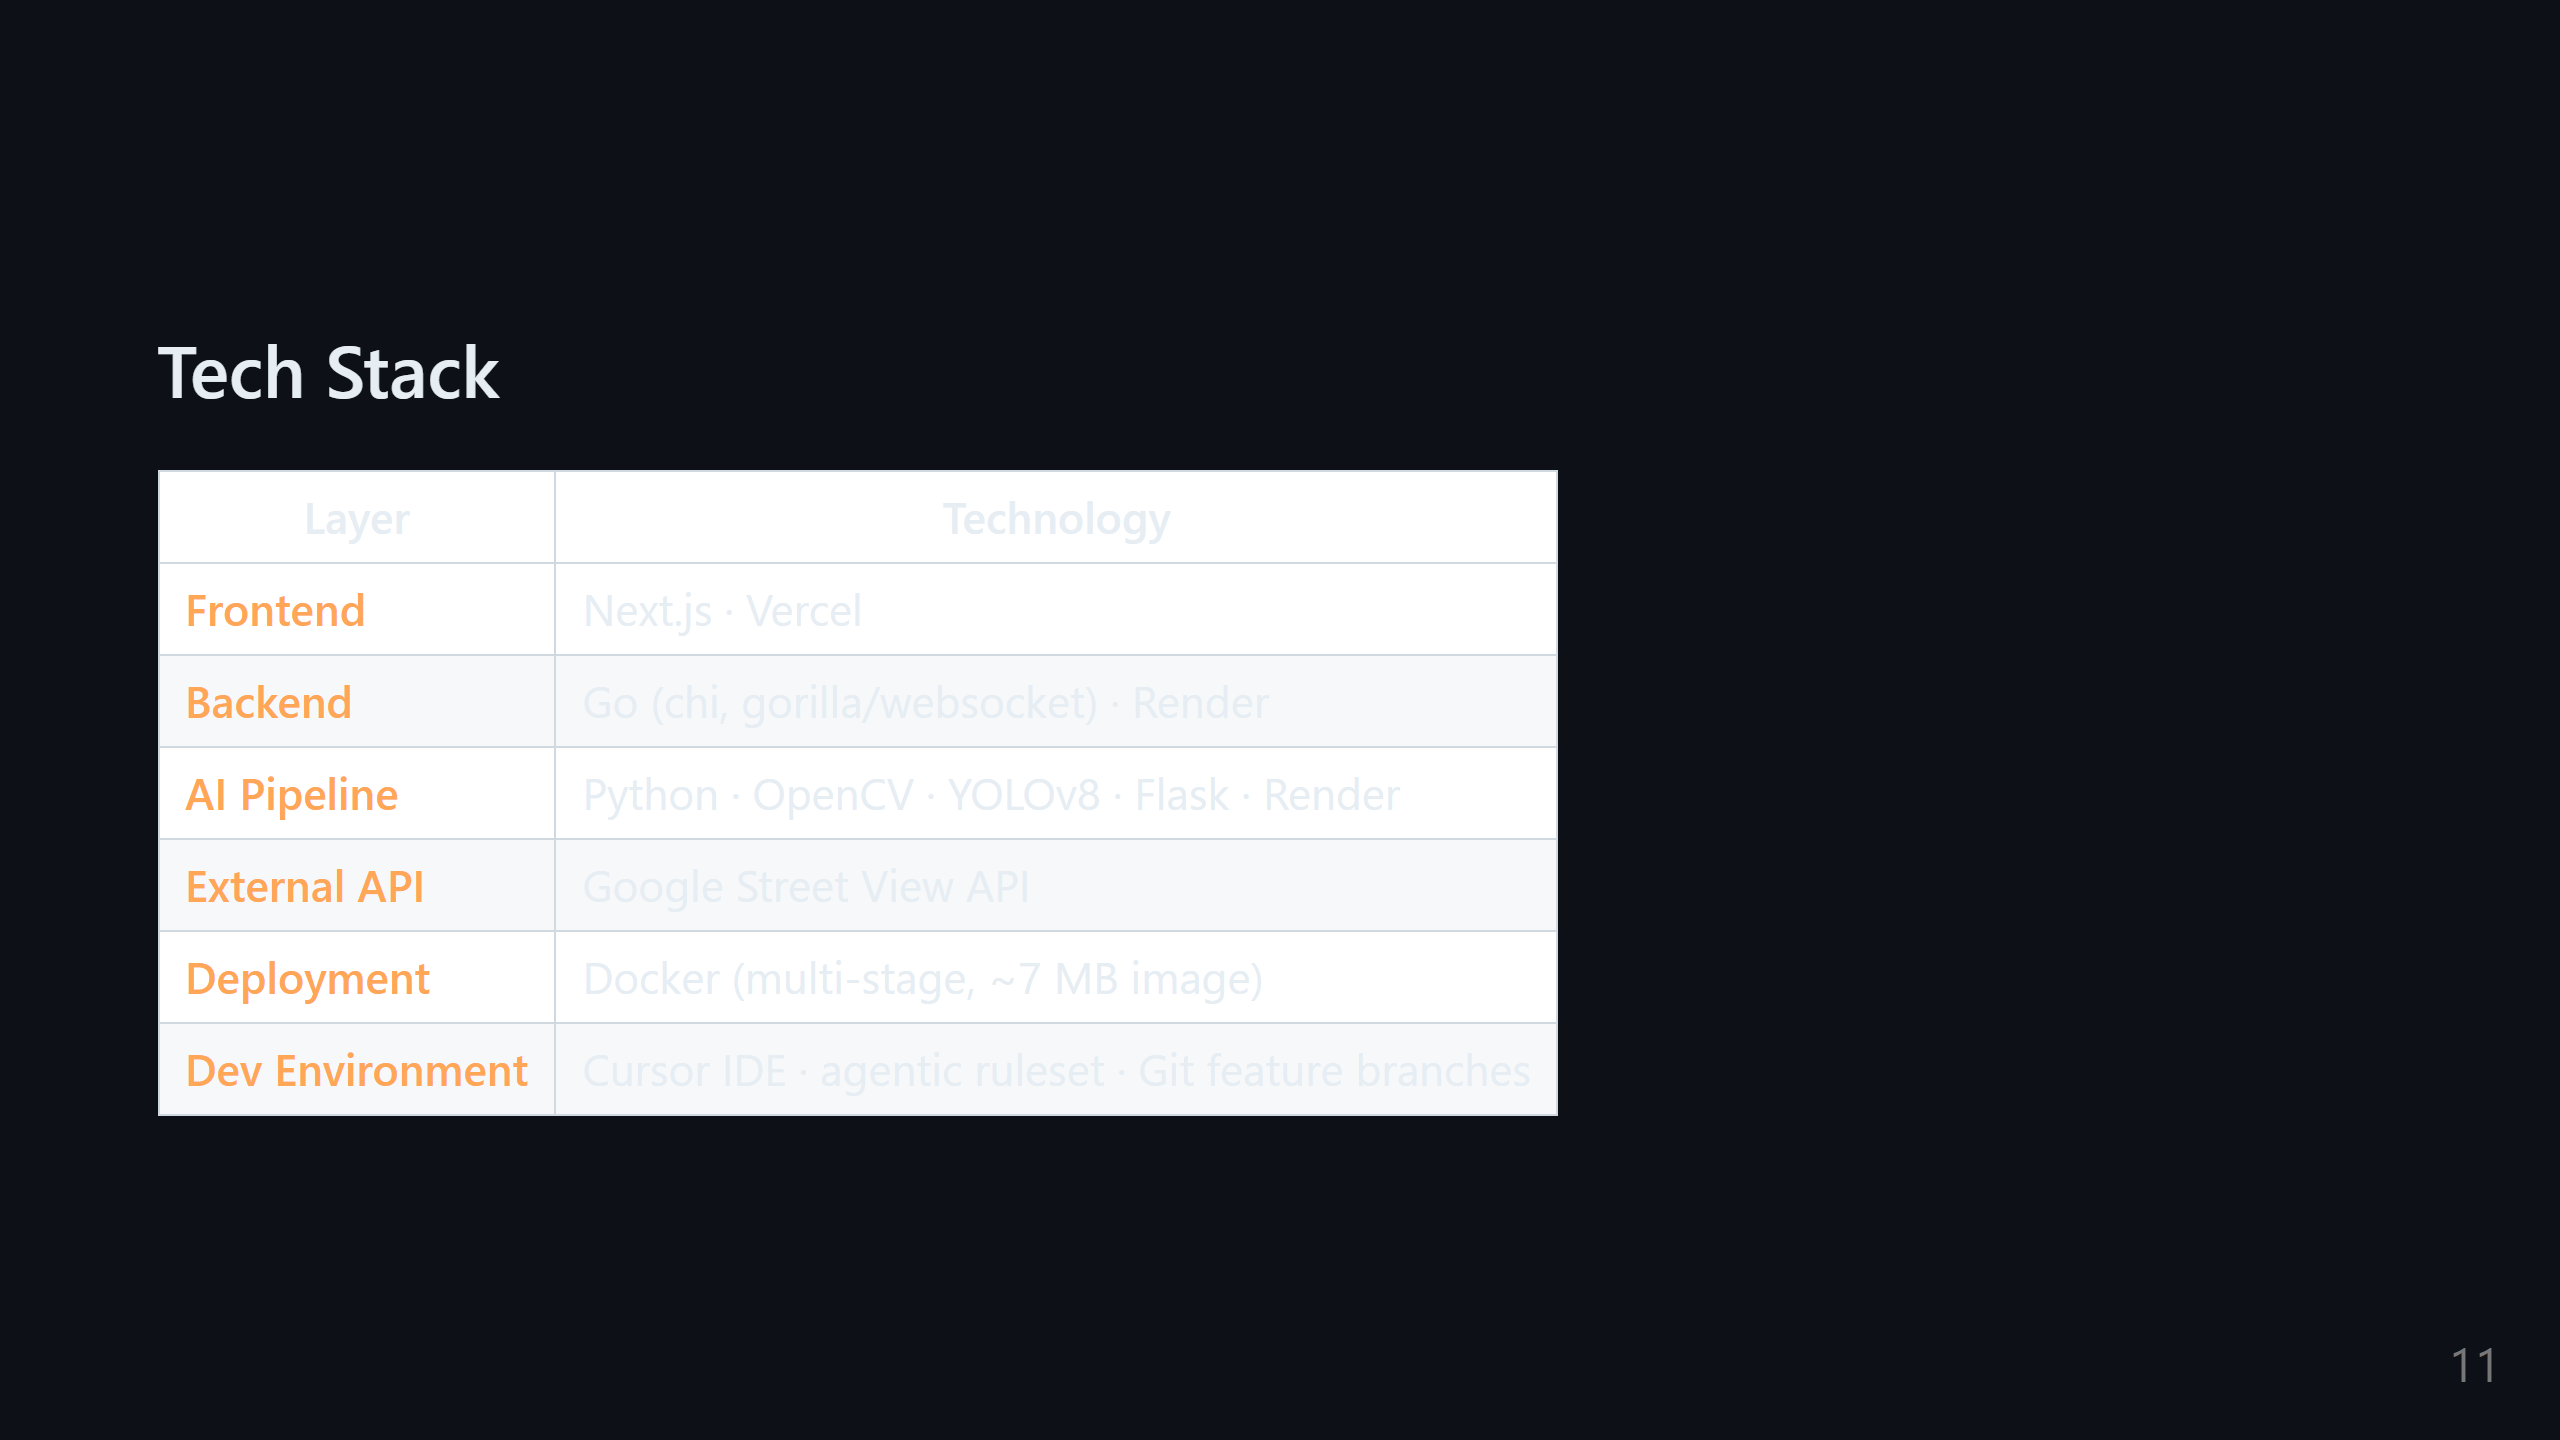 Tech Stack
Layer Technology
Frontend Next.js · Vercel
Backend Go (chi, gorilla/websocket) · Render
AI Pipeline Python · OpenCV · YOLOv8 · Flask · Render
External API Google Street View API
Deployment Docker (multi-stage, ~7 MB image)
Dev Environment Cursor IDE · agentic ruleset · Git feature branches
11